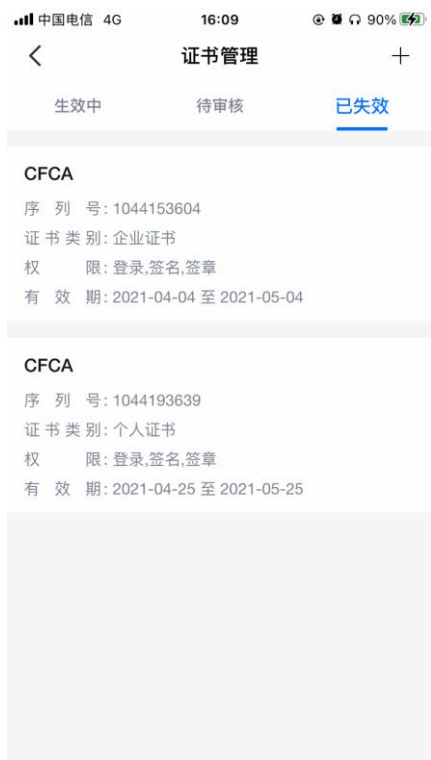 中国电信 4G 16:09 90%
证书管理
生效中 待审核 已失效
CFCA
序列号: 1044153604
证书类别: 企业证书
权限: 登录,签名,签章
有效期: 2021-04-04 至 2021-05-04
CFCA
序列号: 1044193639
证书类别: 个人证书
权限: 登录,签名,签章
有效期: 2021-04-25 至 2021-05-25